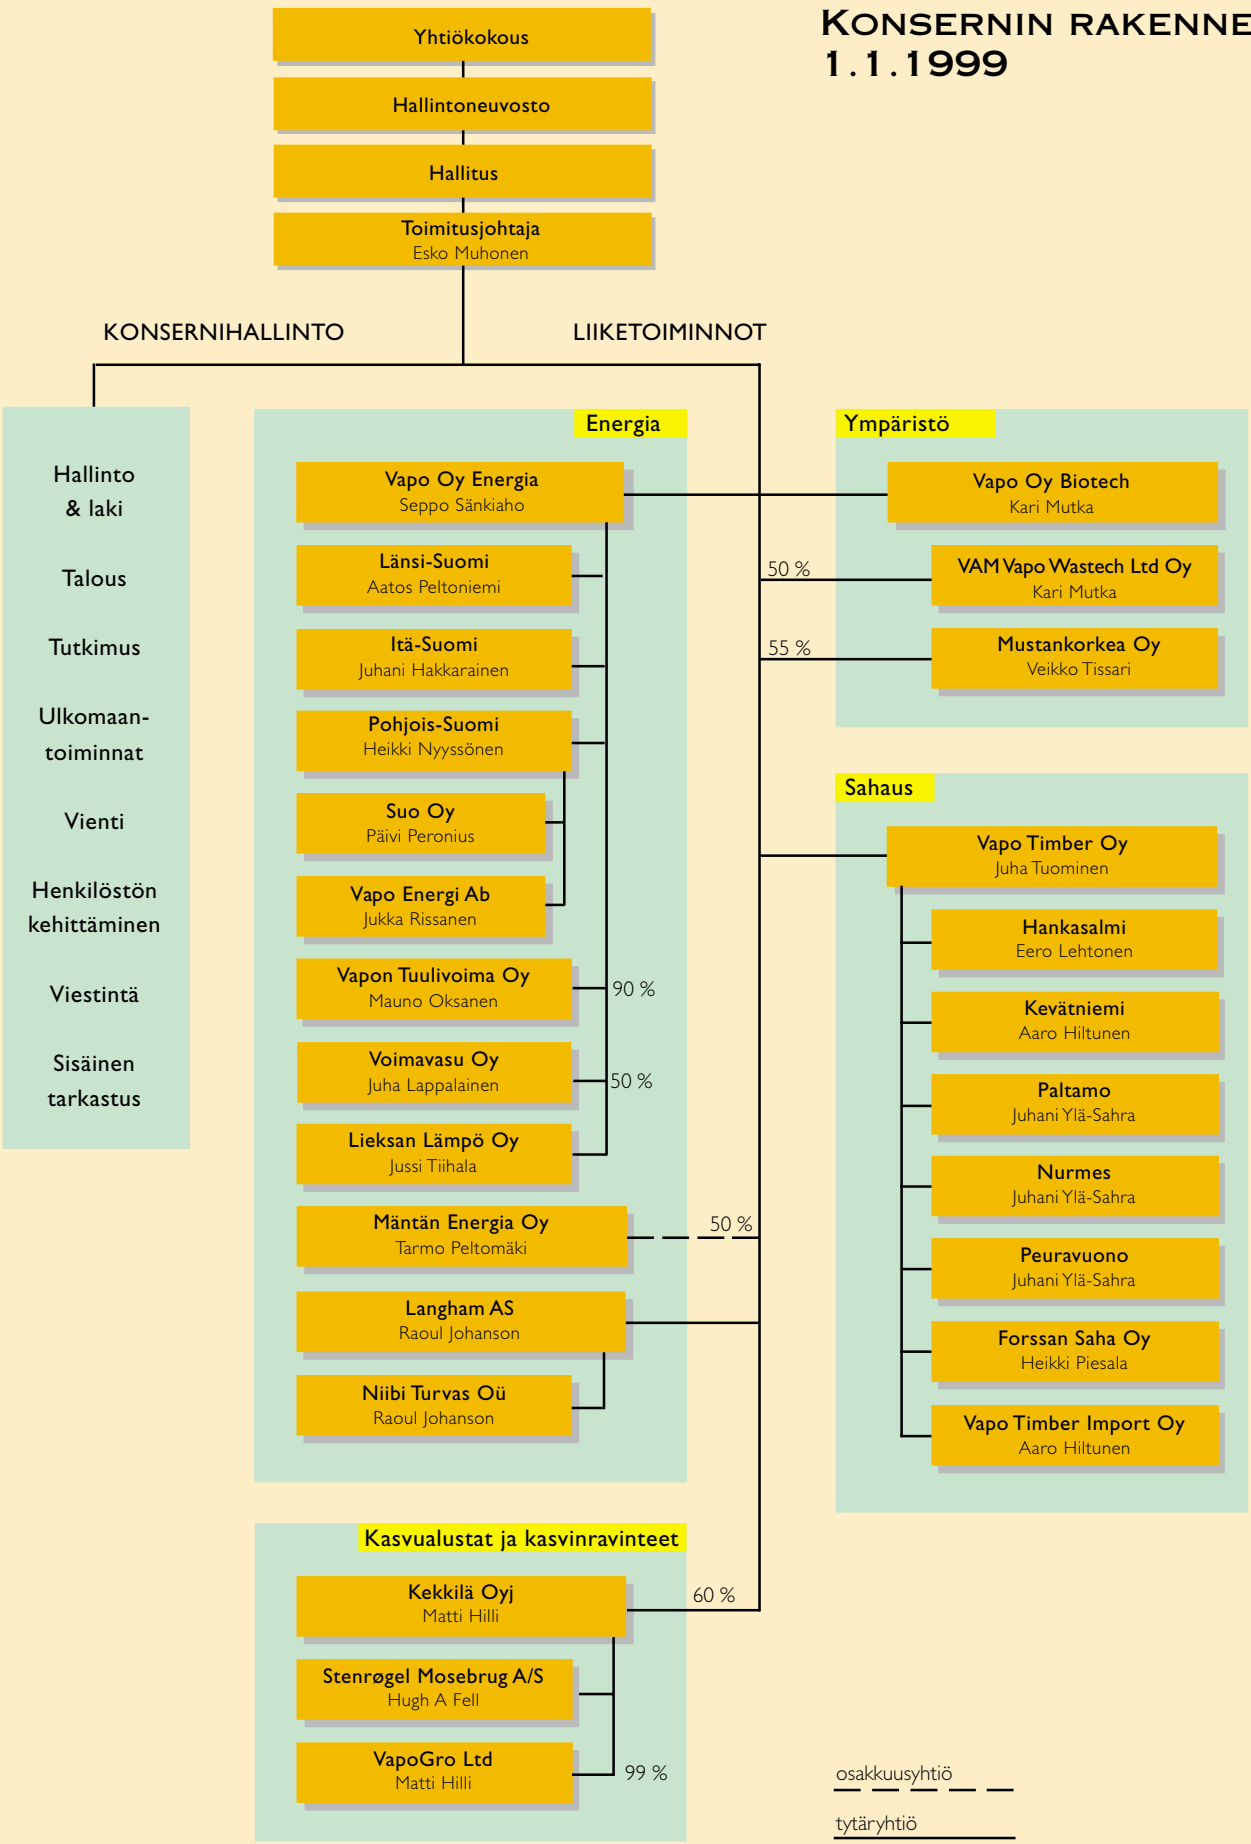 KONSERNIN RAKENNE
1.1.1999
Yhtiökokous
Hallintoneuvosto
Hallitus
Toimitusjohtaja
Esko Muhonen
KONSERNIHALLINTO
LIIKETOIMINNOT
Hallinto
& laki
Talous
Tutkimus
Ulkomaan-
toiminnat
Vienti
Henkilöstön
kehittäminen
Viestintä
Sisäinen
tarkastus
Energia
Vapo Oy Energia
Seppo Sänkiaho
Länsi-Suomi
Aatos Peltoniemi
Itä-Suomi
Juhani Hakkarainen
Pohjois-Suomi
Heikki Nyyssönen
Suo Oy
Päivi Peronius
Vapo Energi Ab
Jukka Rissanen
Vapon Tuulivoima Oy
Mauno Oksanen
90 %
Voimavasu Oy
Juha Lappalainen
50 %
Lieksan Lämpö Oy
Jussi Tiihala
Mäntän Energia Oy
Tarmo Peltomäki
50 %
Langham AS
Raoul Johanson
Niibi Turvas Oü
Raoul Johanson
Kasvualustat ja kasvinravinteet
Kekkilä Oyj
Matti Hilli
60 %
Stenrøgel Mosebrug A/S
Hugh A Fell
VapoGro Ltd
Matti Hilli
99 %
Ympäristö
Vapo Oy Biotech
Kari Mutka
50 %
VAM Vapo Wastech Ltd Oy
Kari Mutka
55 %
Mustankorkea Oy
Veikko Tissari
Sahaus
Vapo Timber Oy
Juha Tuominen
Hankasalmi
Eero Lehtonen
Kevätniemi
Aaro Hiltunen
Paltamo
Juhani Ylä-Sahra
Nurmes
Juhani Ylä-Sahra
Peuravuono
Juhani Ylä-Sahra
Forssan Saha Oy
Heikki Piesala
Vapo Timber Import Oy
Aaro Hiltunen
osakkuusyhtiö
tytäryhtiö